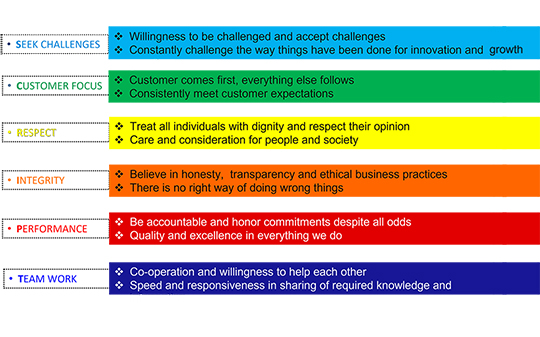 • SEEK CHALLENGES
❖ Willingness to be challenged and accept challenges
❖ Constantly challenge the way things have been done for innovation and growth
• CUSTOMER FOCUS
❖ Customer comes first, everything else follows
❖ Consistently meet customer expectations
• RESPECT
❖ Treat all individuals with dignity and respect their opinion
❖ Care and consideration for people and society
• INTEGRITY
❖ Believe in honesty, transparency and ethical business practices
❖ There is no right way of doing wrong things
• PERFORMANCE
❖ Be accountable and honor commitments despite all odds
❖ Quality and excellence in everything we do
• TEAM WORK
❖ Co-operation and willingness to help each other
❖ Speed and responsiveness in sharing of required knowledge and